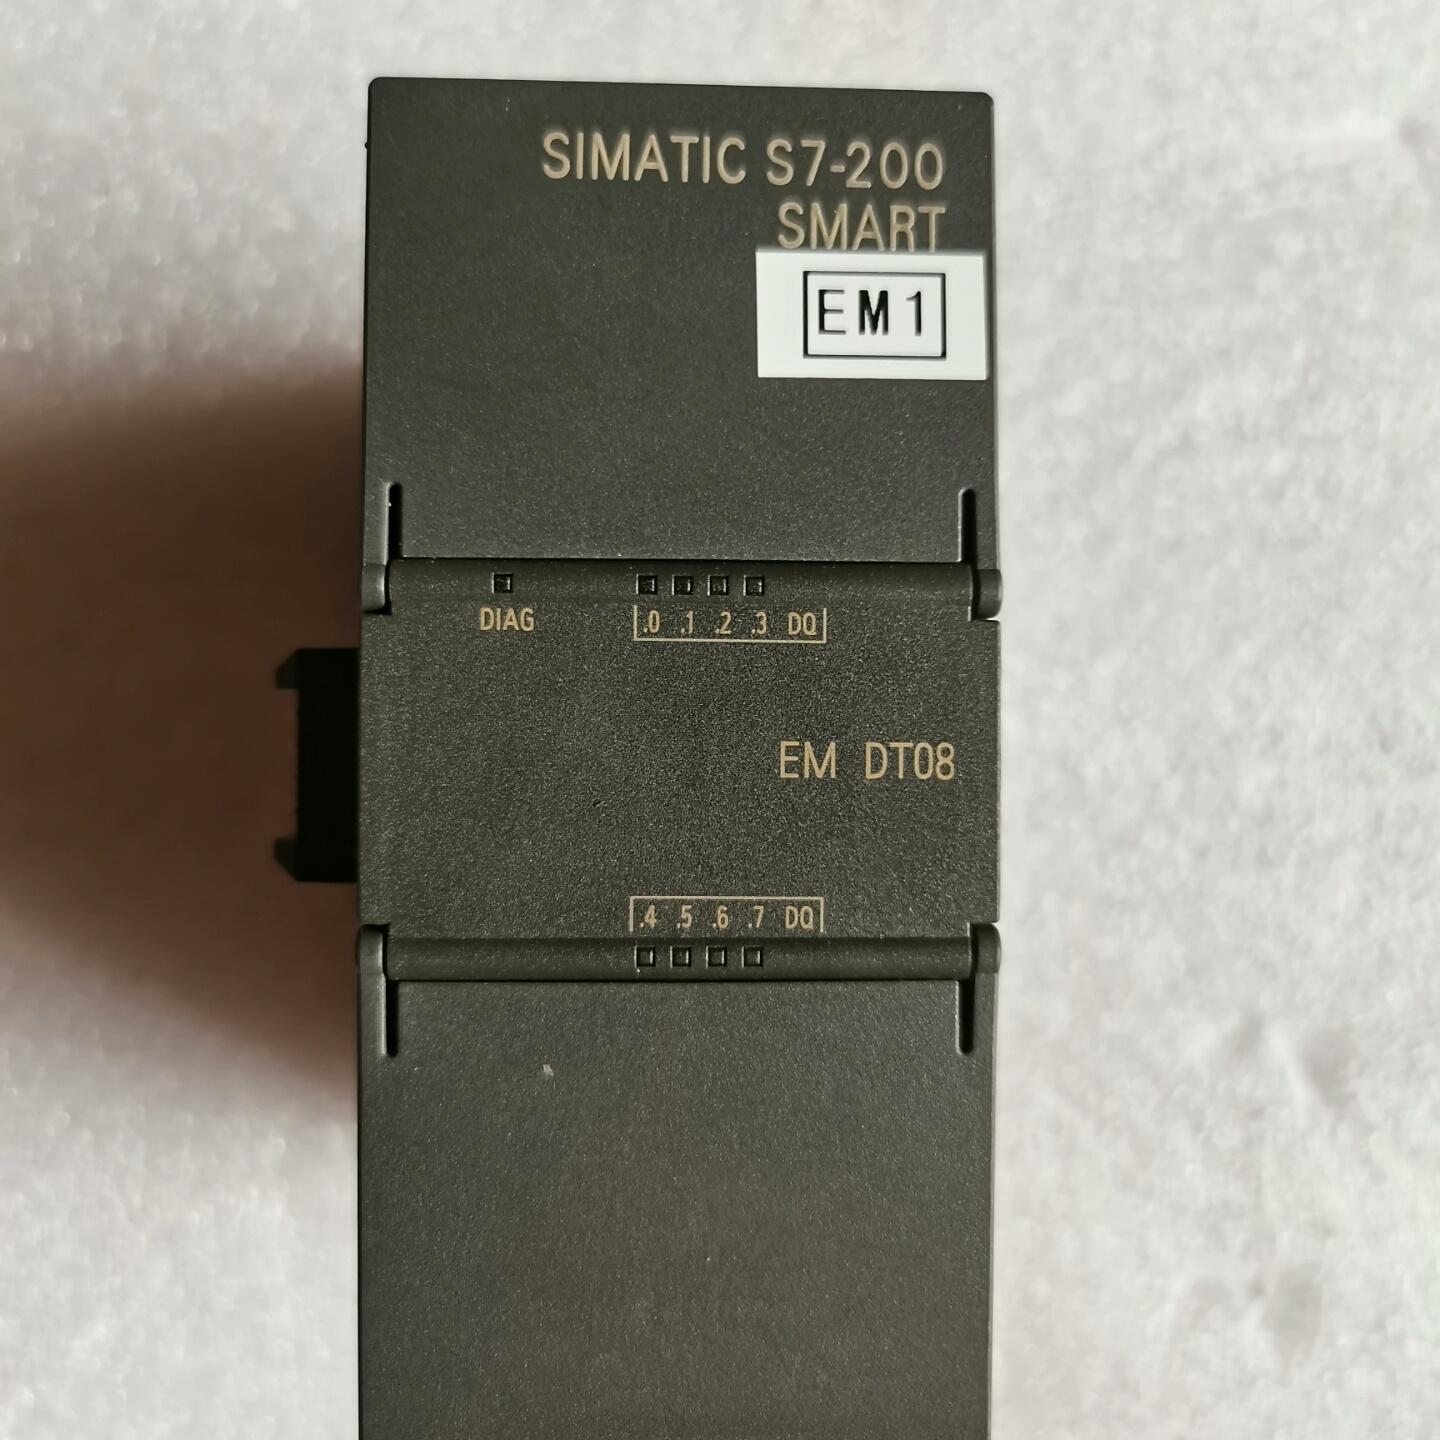 SIMATIC S7-200
SMART
EM1
DIAG
.0 .1 .2 .3 DQ
EM DT08
.4 .5 .6 .7 DQ